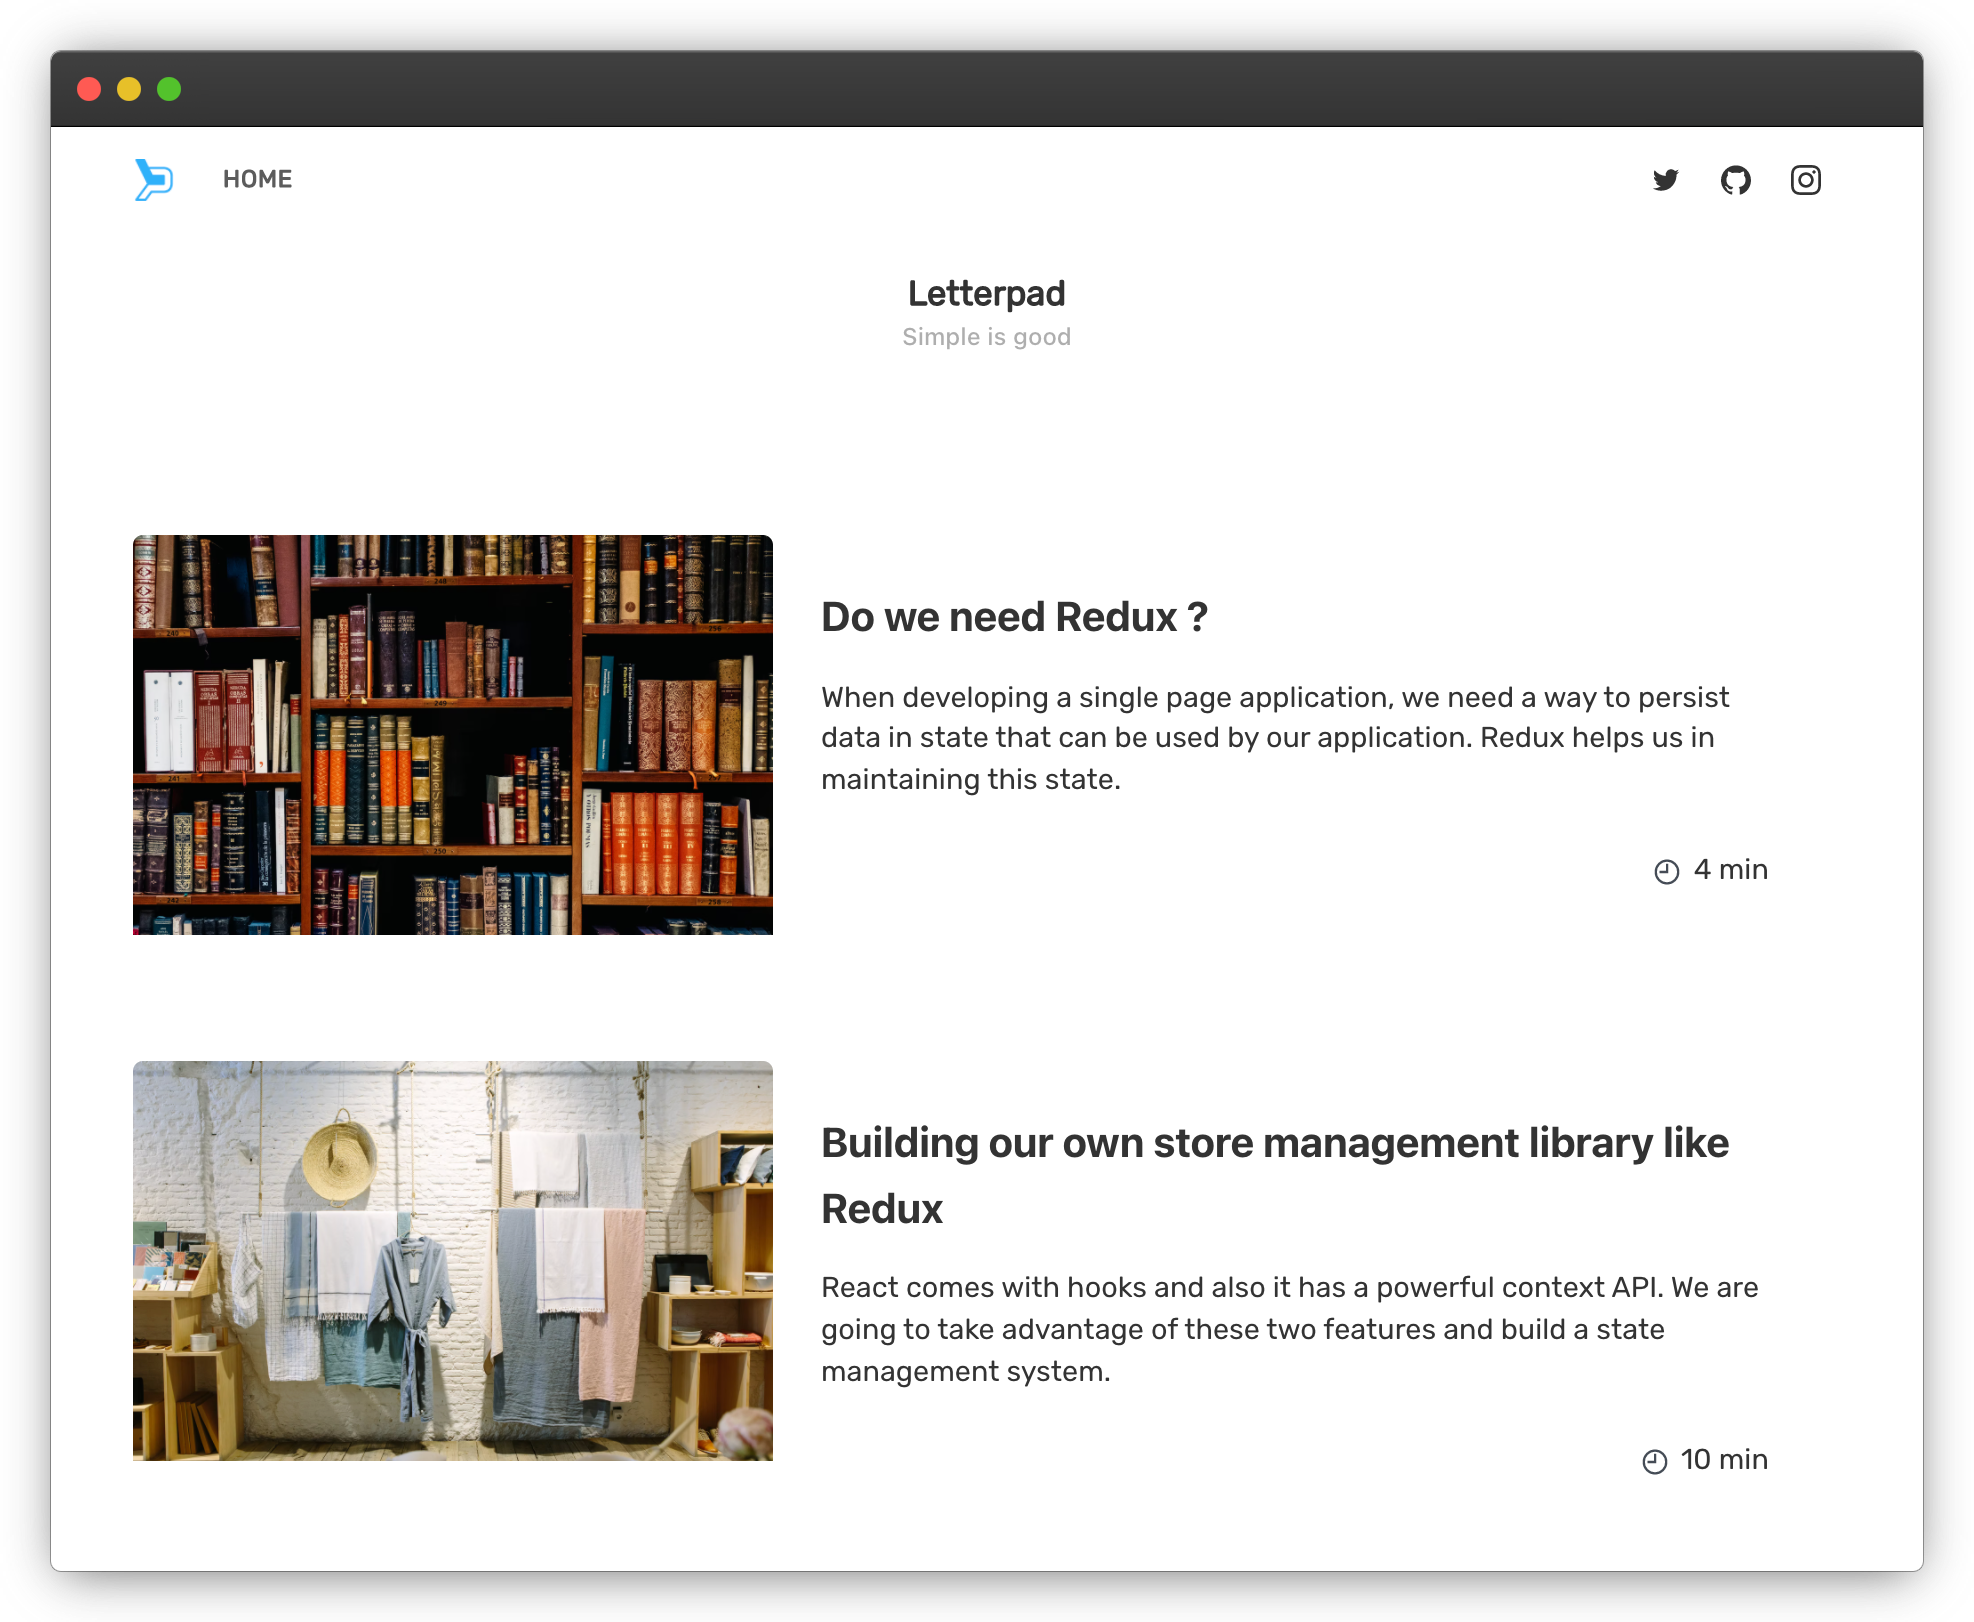 HOME
Letterpad
Simple is good
Do we need Redux ?
When developing a single page application, we need a way to persist
data in state that can be used by our application. Redux helps us in
maintaining this state.
4 min
Building our own store management library like
Redux
React comes with hooks and also it has a powerful context API. We are
going to take advantage of these two features and build a state
management system.
10 min